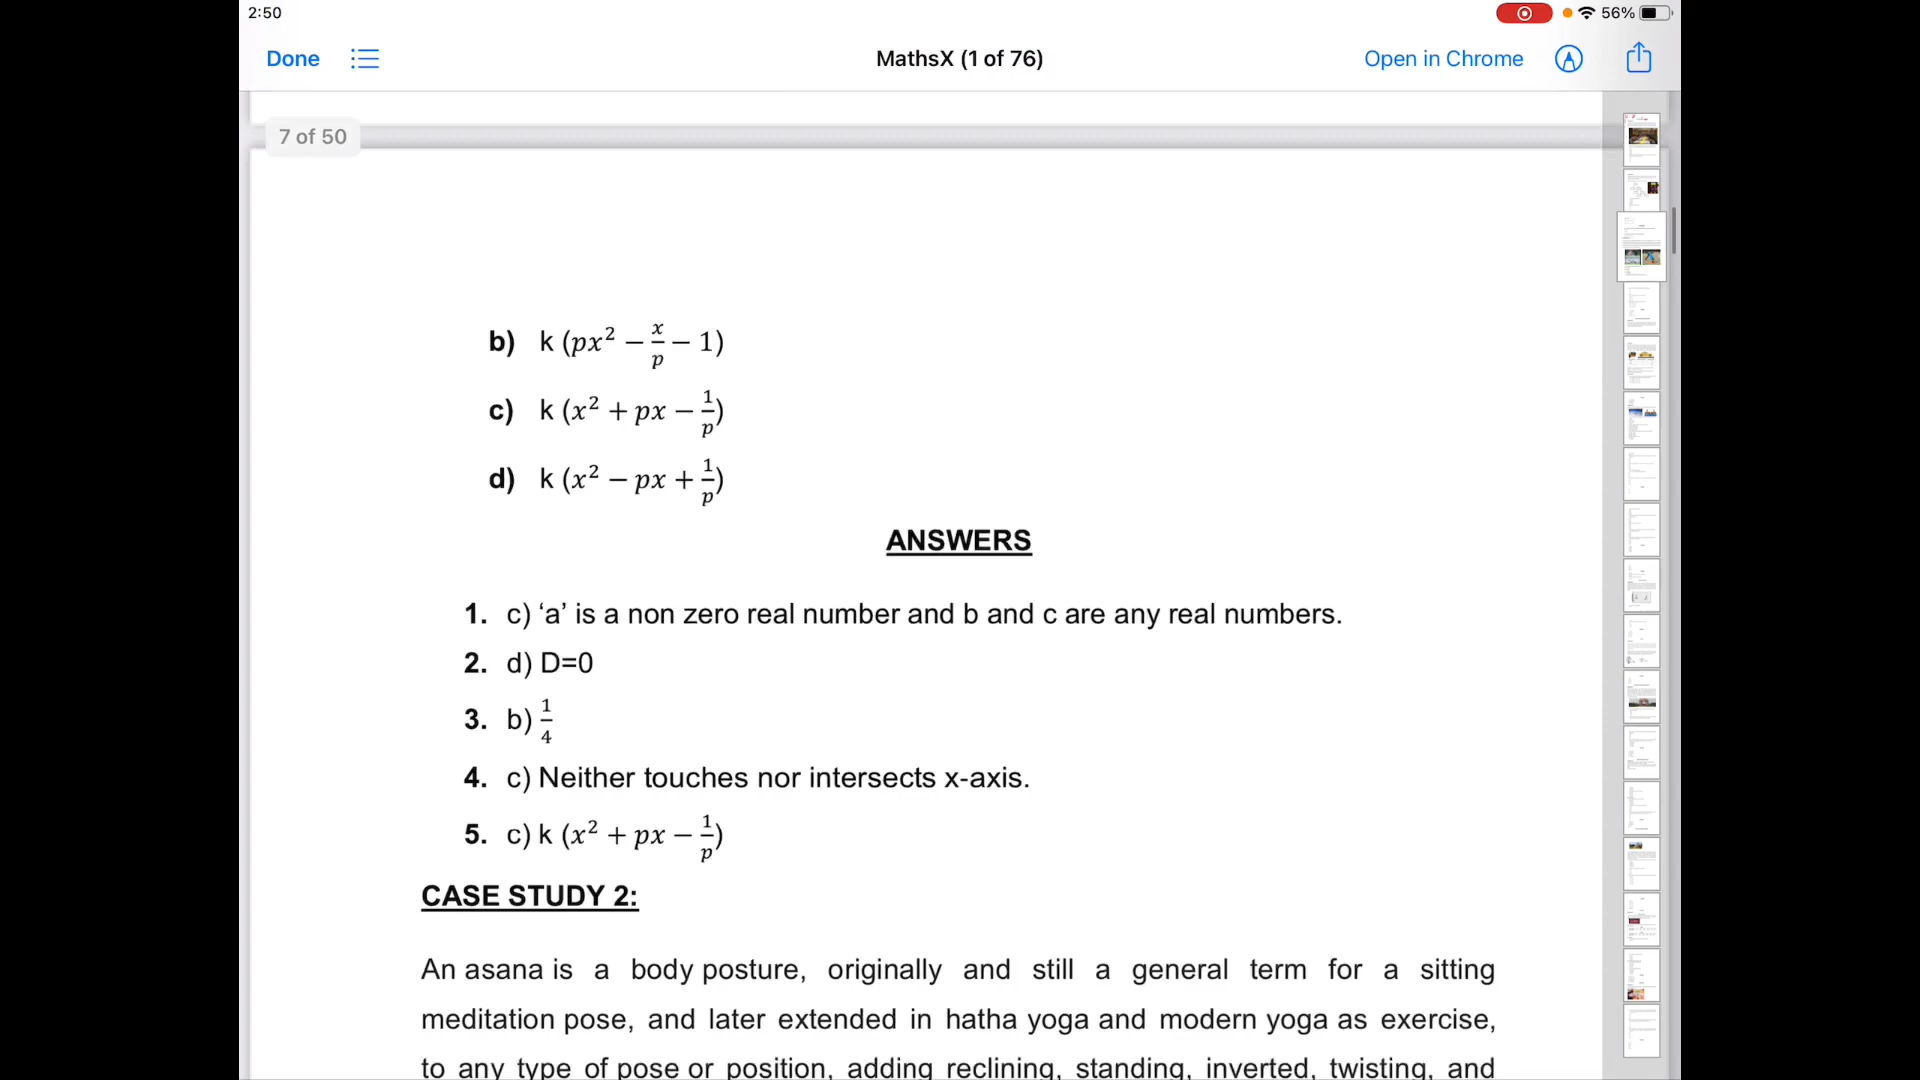 2:50
56%
Done
MathsX (1 of 76)
Open in Chrome
7 of 50
b) k (px² − x/p − 1)
c) k (x² + px − 1/p)
d) k (x² − px + 1/p)
ANSWERS
1. c) ‘a’ is a non zero real number and b and c are any real numbers.
2. d) D=0
3. b) 1/4
4. c) Neither touches nor intersects x-axis.
5. c) k (x² + px − 1/p)
CASE STUDY 2:
An asana is a body posture, originally and still a general term for a sitting
meditation pose, and later extended in hatha yoga and modern yoga as exercise,
to any type of pose or position, adding reclining, standing, inverted, twisting, and